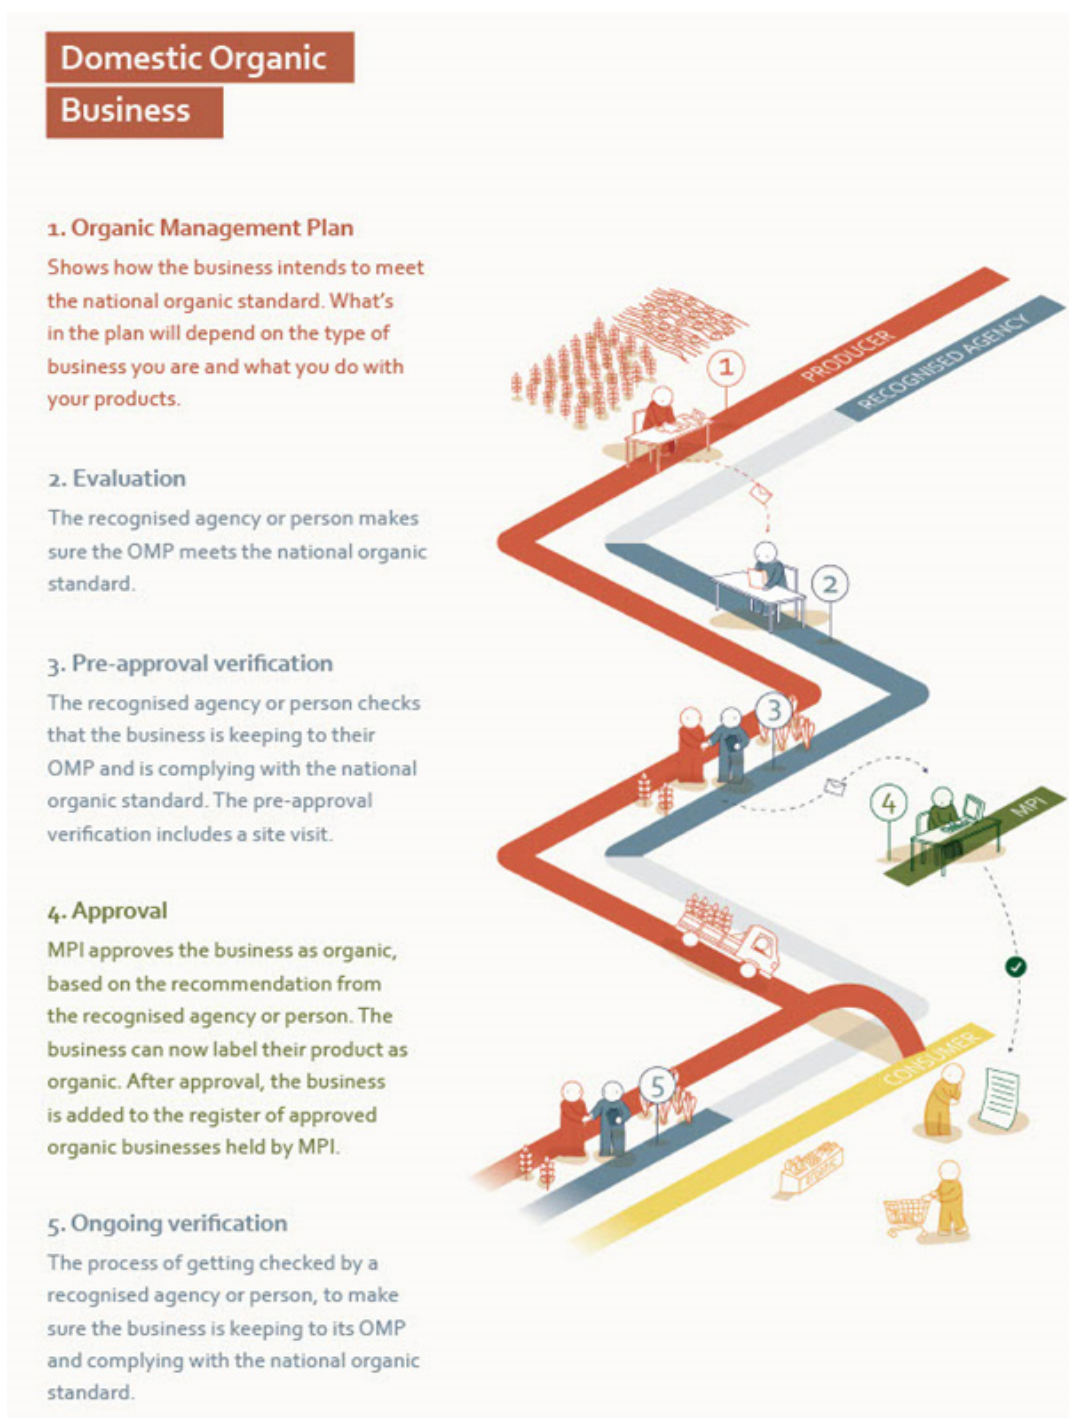 Domestic Organic
Business
1. Organic Management Plan
Shows how the business intends to meet
the national organic standard. What's
in the plan will depend on the type of
business you are and what you do with
your products.
2. Evaluation
The recognised agency or person makes
sure the OMP meets the national organic
standard.
3. Pre-approval verification
The recognised agency or person checks
that the business is keeping to their
OMP and is complying with the national
organic standard. The pre-approval
verification includes a site visit.
4. Approval
MPI approves the business as organic,
based on the recommendation from
the recognised agency or person. The
business can now label their product as
organic. After approval, the business
is added to the register of approved
organic businesses held by MPI.
5. Ongoing verification
The process of getting checked by a
recognised agency or person, to make
sure the business is keeping to its OMP
and complying with the national organic
standard.
PRODUCER
RECOGNISED AGENCY
1
2
3
4
MPI
CONSUMER
5